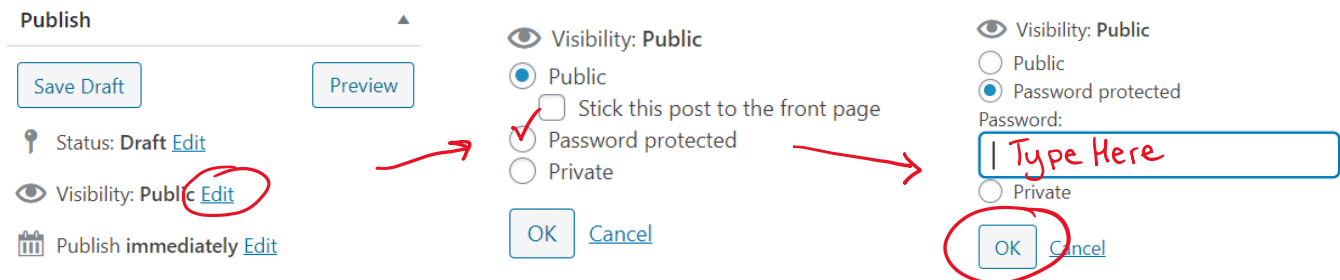 Publish
Save Draft Preview
Status: Draft Edit
Visibility: Public Edit
Publish immediately Edit
Visibility: Public
Public
Stick this post to the front page
Password protected
Private
OK Cancel
Visibility: Public
Public
Password protected
Password:
Type Here
Private
OK Cancel